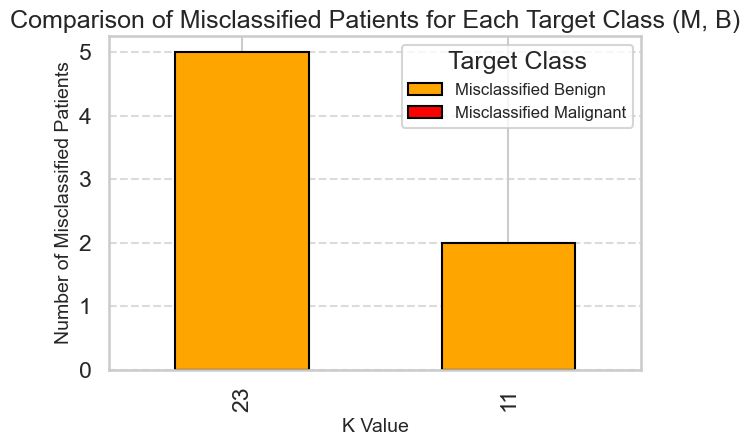 Comparison of Misclassified Patients for Each Target Class (M, B)
Target Class
Misclassified Benign
Misclassified Malignant
Number of Misclassified Patients
5
4
3
2
1
0
23
11
K Value